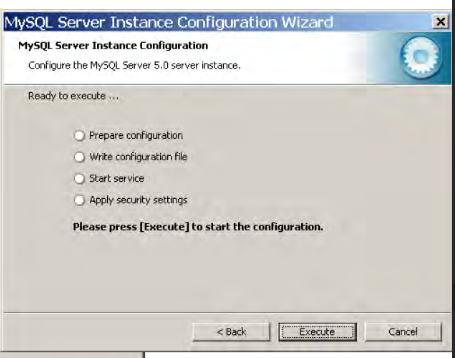 MySQL Server Instance Configuration Wizard
MySQL Server Instance Configuration
Configure the MySQL Server 5.0 server instance.
Ready to execute ...
Prepare configuration
Write configuration file
Start service
Apply security settings
Please press [Execute] to start the configuration.
< Back
Execute
Cancel